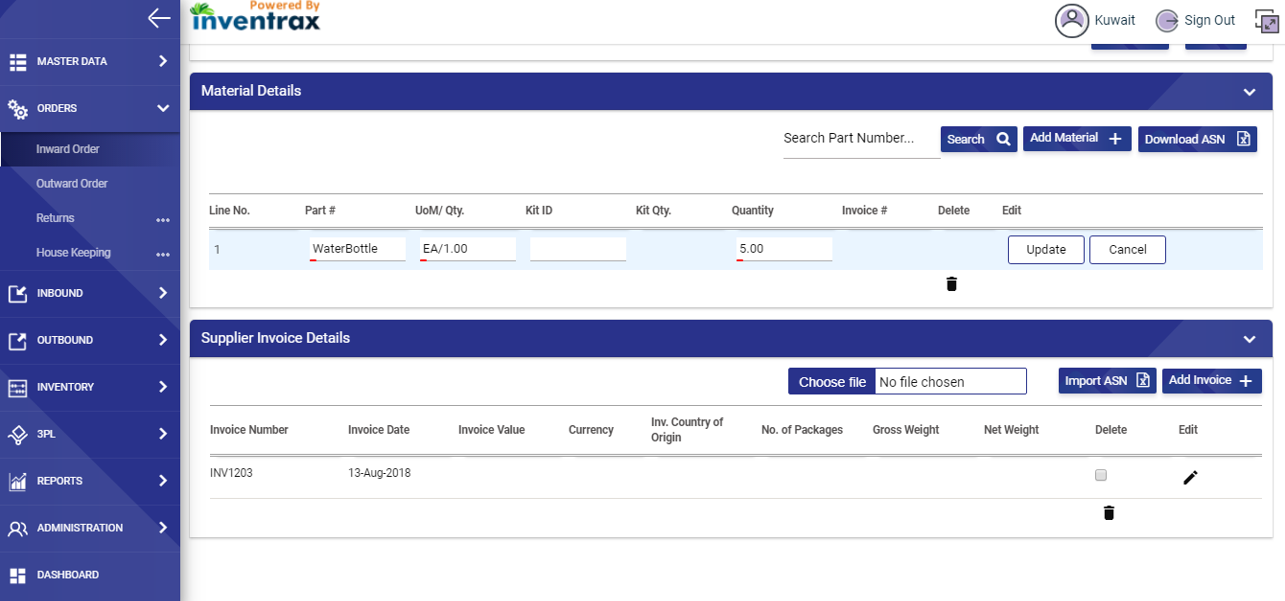 Powered By
inventrax
Kuwait
Sign Out
MASTER DATA
ORDERS
Inward Order
Outward Order
Returns
House Keeping
INBOUND
OUTBOUND
INVENTORY
3PL
REPORTS
ADMINISTRATION
DASHBOARD
Material Details
Search Part Number... Search Add Material + Download ASN
Line No. Part # UoM/ Qty. Kit ID Kit Qty. Quantity Invoice # Delete Edit
1 WaterBottle EA/1.00 5.00 Update Cancel
Supplier Invoice Details
Choose file No file chosen Import ASN Add Invoice +
Invoice Number Invoice Date Invoice Value Currency Inv. Country of Origin No. of Packages Gross Weight Net Weight Delete Edit
INV1203 13-Aug-2018